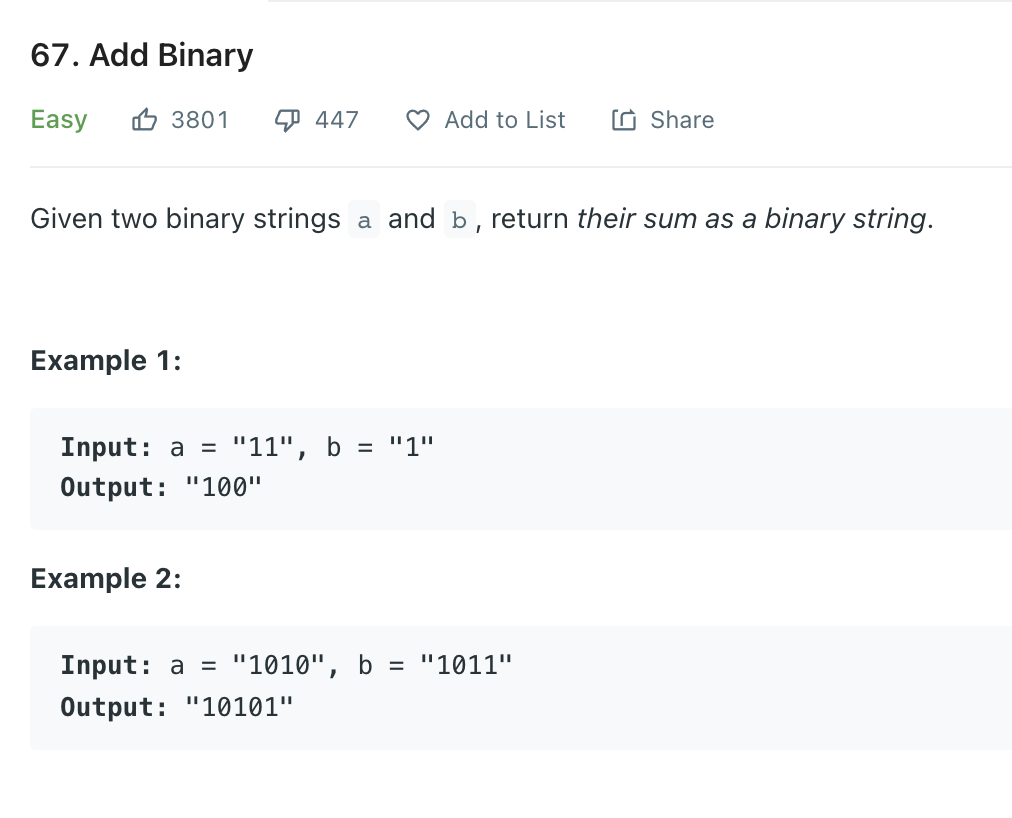 67. Add Binary
Easy 3801 447 Add to List Share
Given two binary strings a and b, return their sum as a binary string.
Example 1:
Input: a = "11", b = "1"
Output: "100"
Example 2:
Input: a = "1010", b = "1011"
Output: "10101"